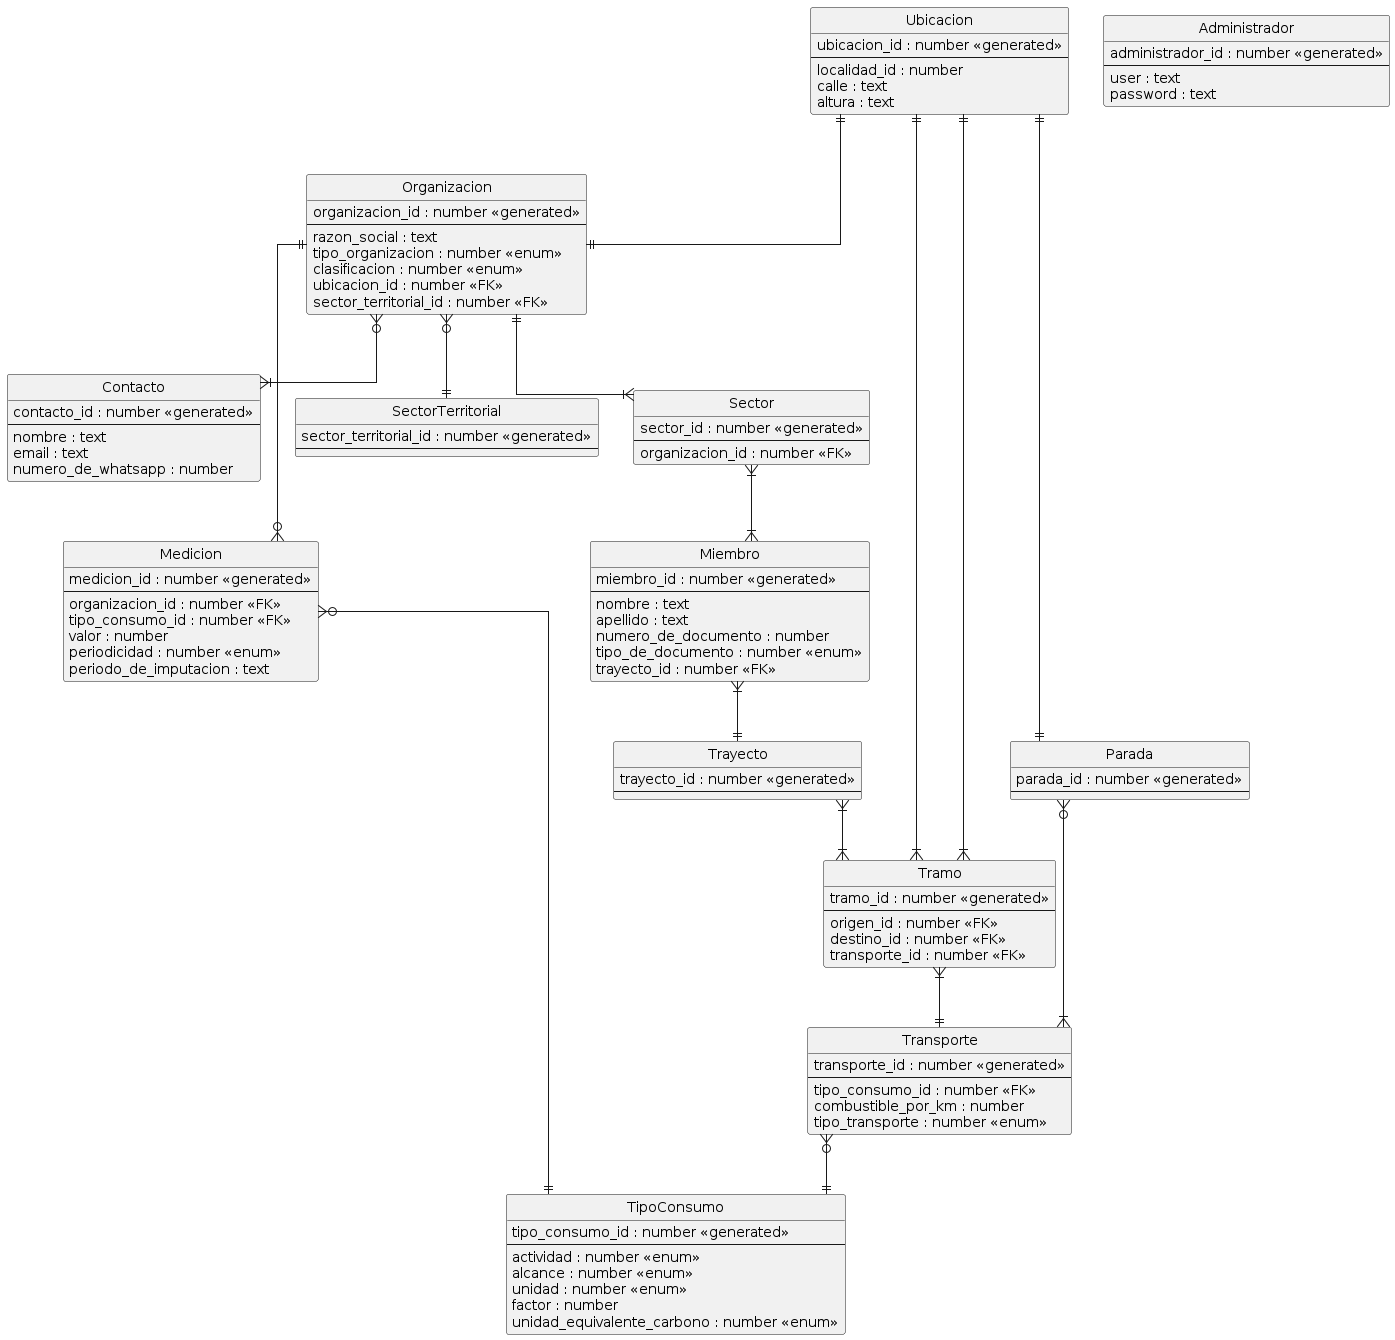 Ubicacion
ubicacion_id : number «generated»
localidad_id : number
calle : text
altura : text
Administrador
administrador_id : number «generated»
user : text
password : text
Organizacion
organizacion_id : number «generated»
razon_social : text
tipo_organizacion : number «enum»
clasificacion : number «enum»
ubicacion_id : number «FK»
sector_territorial_id : number «FK»
Contacto
contacto_id : number «generated»
nombre : text
email : text
numero_de_whatsapp : number
SectorTerritorial
sector_territorial_id : number «generated»
Sector
sector_id : number «generated»
organizacion_id : number «FK»
Medicion
medicion_id : number «generated»
organizacion_id : number «FK»
tipo_consumo_id : number «FK»
valor : number
periodicidad : number «enum»
periodo_de_imputacion : text
Miembro
miembro_id : number «generated»
nombre : text
apellido : text
numero_de_documento : number
tipo_de_documento : number «enum»
trayecto_id : number «FK»
Trayecto
trayecto_id : number «generated»
Parada
parada_id : number «generated»
Tramo
tramo_id : number «generated»
origen_id : number «FK»
destino_id : number «FK»
transporte_id : number «FK»
Transporte
transporte_id : number «generated»
tipo_consumo_id : number «FK»
combustible_por_km : number
tipo_transporte : number «enum»
TipoConsumo
tipo_consumo_id : number «generated»
actividad : number «enum»
alcance : number «enum»
unidad : number «enum»
factor : number
unidad_equivalente_carbono : number «enum»